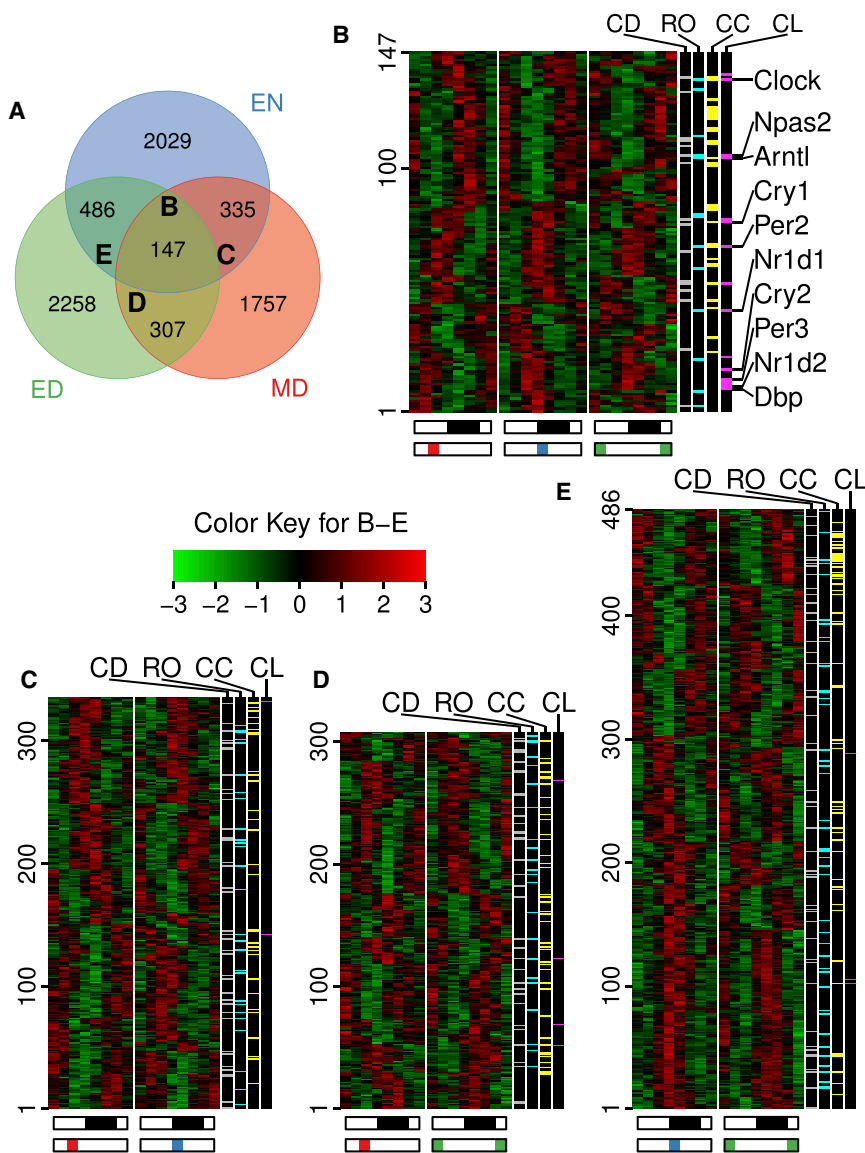 A
EN
2029
486
B
335
E
147
C
2258
D
1757
307
ED
MD
B
CD RO CC CL
147
100
1
Clock
Npas2
Arntl
Cry1
Per2
Nr1d1
Cry2
Per3
Nr1d2
Dbp
Color Key for B−E
−3 −2 −1 0 1 2 3
C
CD RO CC CL
300
200
100
1
D
CD RO CC CL
300
200
100
1
E
CD RO CC CL
486
400
300
200
100
1